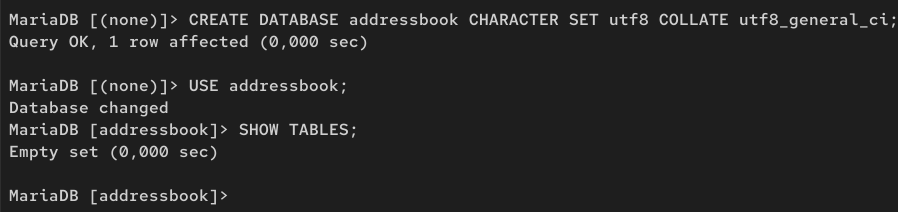 MariaDB [(none)]> CREATE DATABASE addressbook CHARACTER SET utf8 COLLATE utf8_general_ci;
Query OK, 1 row affected (0,000 sec)

MariaDB [(none)]> USE addressbook;
Database changed
MariaDB [addressbook]> SHOW TABLES;
Empty set (0,000 sec)

MariaDB [addressbook]>